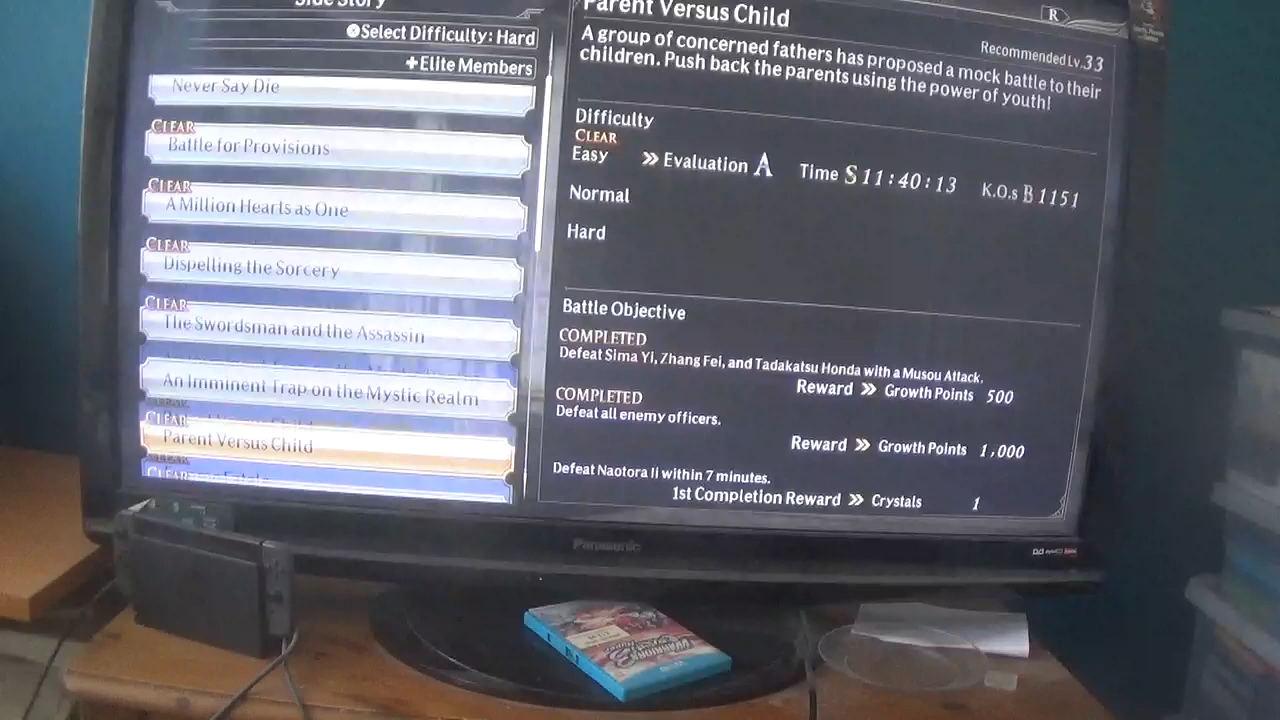 Side Story
Select Difficulty: Hard
+Elite Members
Never Say Die
CLEAR
Battle for Provisions
CLEAR
A Million Hearts as One
CLEAR
Dispelling the Sorcery
CLEAR
The Swordsman and the Assassin
An Imminent Trap on the Mystic Realm
CLEAR
Parent Versus Child
CLEAR
R
Parent Versus Child
Recommended Lv.33
A group of concerned fathers has proposed a mock battle to their
children. Push back the parents using the power of youth!
Difficulty
CLEAR
Easy >> Evaluation A Time S 11:40:13 K.O.s B 1151
Normal
Hard
Battle Objective
COMPLETED
Defeat Sima Yi, Zhang Fei, and Tadakatsu Honda with a Musou Attack.
Reward >> Growth Points 500
COMPLETED
Defeat all enemy officers.
Reward >> Growth Points 1,000
Defeat Naotora Ii within 7 minutes.
1st Completion Reward >> Crystals 1
Panasonic
WARRIORS
Wii U